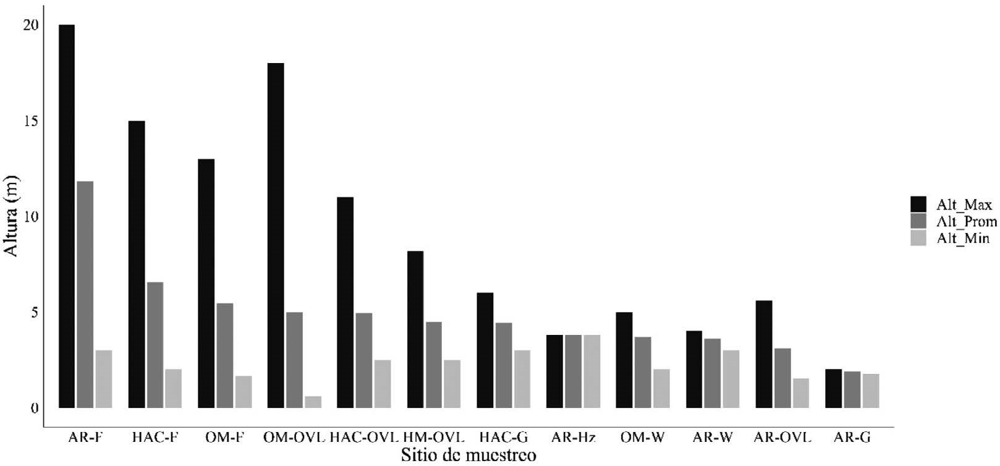 Altura (m)
20
15
10
5
0
AR-F HAC-F OM-F OM-OVL HAC-OVL HM-OVL HAC-G AR-Hz OM-W AR-W AR-OVL AR-G
Sitio de muestreo
Alt_Max
Alt_Prom
Alt_Min